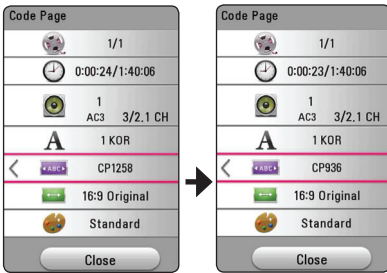 Code Page
1/1
0:00:24/1:40:06
1
AC3 3/2.1 CH
A 1 KOR
ABC CP1258
16:9 Original
Standard
Close
Code Page
1/1
0:00:23/1:40:06
1
AC3 3/2.1 CH
A 1 KOR
ABC CP936
16:9 Original
Standard
Close